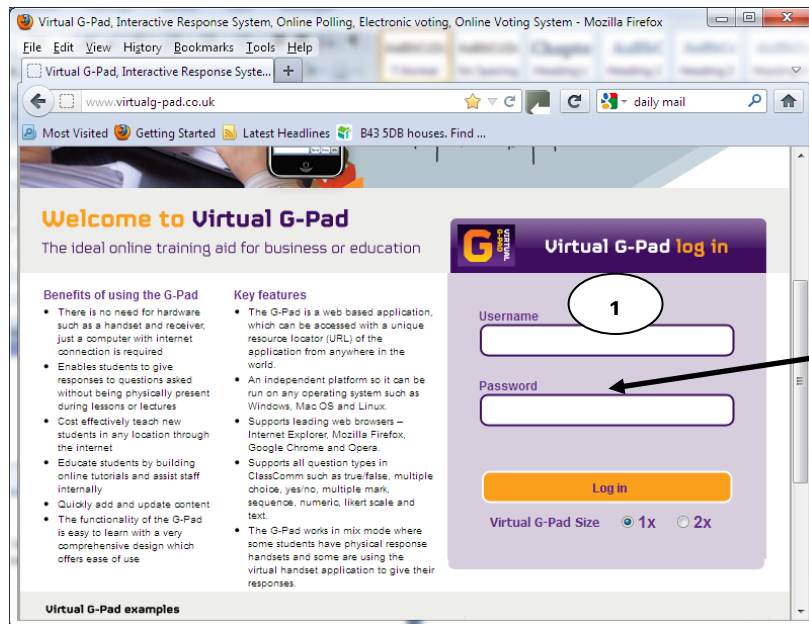 Virtual G-Pad, Interactive Response System, Online Polling, Electronic voting, Online Voting System - Mozilla Firefox
File Edit View History Bookmarks Tools Help
Virtual G-Pad, Interactive Response Syste... +
www.virtualg-pad.co.uk
daily mail
Most Visited Getting Started Latest Headlines B43 5DB houses. Find ...
Welcome to Virtual G-Pad
The ideal online training aid for business or education
Benefits of using the G-Pad
• There is no need for hardware
such as a handset and receiver,
just a computer with internet
connection is required
• Enables students to give
responses to questions asked
without being physically present
during lessons or lectures
• Cost effectively teach new
students in any location through
the internet
• Educate students by building
online tutorials and assist staff
internally
• Quickly add and update content
• The functionality of the G-Pad
is easy to learn with a very
comprehensive design which
offers ease of use
Key features
• The G-Pad is a web based application,
which can be accessed with a unique
resource locator (URL) of the
application from anywhere in the
world.
• An independent platform so it can be
run on any operating system such as
Windows, Mac OS and Linux.
• Supports leading web browsers –
Internet Explorer, Mozilla Firefox,
Google Chrome and Opera.
• Supports all question types in
ClassComm such as true/false, multiple
choice, yes/no, multiple mark,
sequence, numeric, likert scale and
text.
• The G-Pad works in mix mode where
some students have physical response
handsets and some are using the
virtual handset application to give their
responses.
G VIRTUAL G-PAD
Virtual G-Pad log in
1
Username
Password
Log in
Virtual G-Pad Size 1x 2x
Virtual G-Pad examples